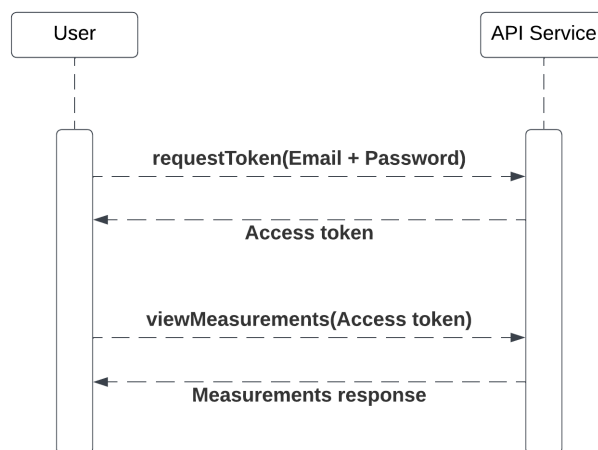 User
API Service
requestToken(Email + Password)
Access token
viewMeasurements(Access token)
Measurements response